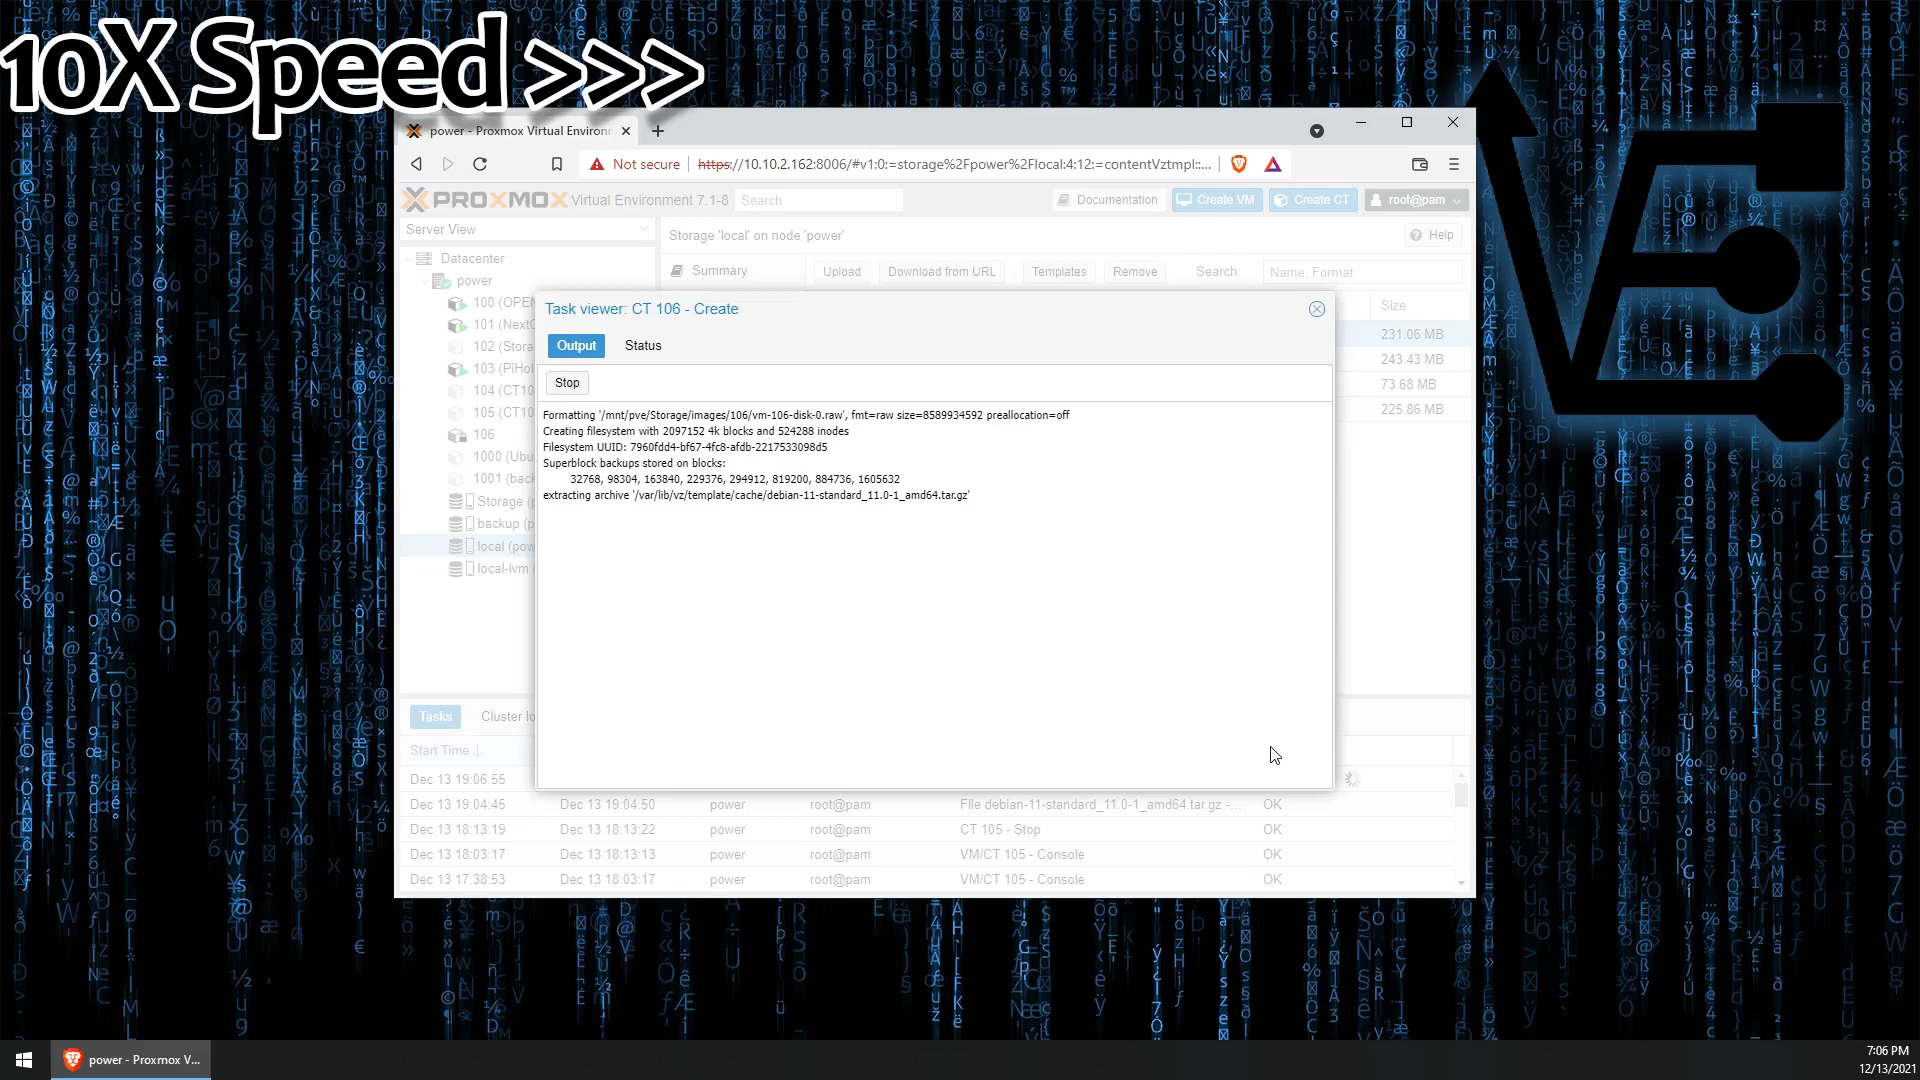 10X Speed >>>
power - Proxmox Virtual Environ
Not secure
https://10.10.2.162:8006/#v1:0:=storage%2Fpower%2Flocal:4:12:=contentVztmpl::...
PROXMOX Virtual Environment 7.1-8
Search
Documentation
Create VM
Create CT
root@pam
Server View
Storage 'local' on node 'power'
Help
Datacenter
power
100 (OPEN
101 (NextC
102 (Stora
103 (PiHol
104 (CT10
105 (CT10
106
1000 (Ubu
1001 (back
Storage (p
backup (p
local (pow
local-lvm (
Summary
Upload
Download from URL
Templates
Remove
Search:
Name, Format
Size
231.06 MB
243.43 MB
73.68 MB
225.86 MB
Task viewer: CT 106 - Create
Output
Status
Stop
Formatting '/mnt/pve/Storage/images/106/vm-106-disk-0.raw', fmt=raw size=8589934592 preallocation=off
Creating filesystem with 2097152 4k blocks and 524288 inodes
Filesystem UUID: 7960fdd4-bf67-4fc8-afdb-2217533098d5
Superblock backups stored on blocks:
32768, 98304, 163840, 229376, 294912, 819200, 884736, 1605632
extracting archive '/var/lib/vz/template/cache/debian-11-standard_11.0-1_amd64.tar.gz'
Tasks
Cluster lo
Start Time
Dec 13 19:06:55
Dec 13 19:04:45 Dec 13 19:04:50 power root@pam File debian-11-standard_11.0-1_amd64.tar.gz -... OK
Dec 13 18:13:19 Dec 13 18:13:22 power root@pam CT 105 - Stop OK
Dec 13 18:03:17 Dec 13 18:13:13 power root@pam VM/CT 105 - Console OK
Dec 13 17:38:53 Dec 13 18:03:17 power root@pam VM/CT 105 - Console OK
power - Proxmox V...
7:06 PM
12/13/2021